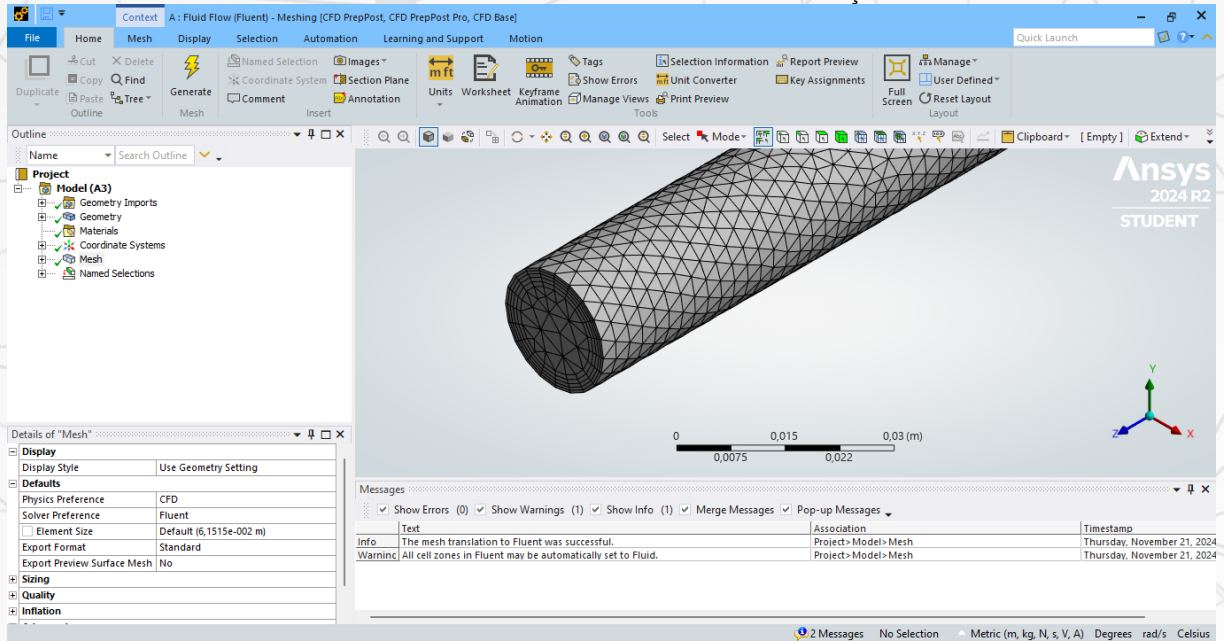 Context A : Fluid Flow (Fluent) - Meshing [CFD PrepPost, CFD PrepPost Pro, CFD Base]
File Home Mesh Display Selection Automation Learning and Support Motion Quick Launch
Duplicate
Cut
Copy
Paste
Delete
Find
Tree
Outline
Generate
Mesh
Named Selection
Coordinate System
Comment
Images
Section Plane
Annotation
Insert
Units
Worksheet
Keyframe Animation
Tags
Show Errors
Manage Views
Selection Information
Unit Converter
Print Preview
Report Preview
Key Assignments
Tools
Full Screen
Manage
User Defined
Reset Layout
Layout
Outline
Name Search Outline
Project
Model (A3)
Geometry Imports
Geometry
Materials
Coordinate Systems
Mesh
Named Selections
Select Mode Clipboard [ Empty ] Extend
Ansys
2024 R2
STUDENT
Y
Z X
0 0,015 0,03 (m)
0,0075 0,022
Details of "Mesh"
Display
Display Style Use Geometry Setting
Defaults
Physics Preference CFD
Solver Preference Fluent
Element Size Default (6,1515e-002 m)
Export Format Standard
Export Preview Surface Mesh No
Sizing
Quality
Inflation
Messages
Show Errors (0) Show Warnings (1) Show Info (1) Merge Messages Pop-up Messages
Text Association Timestamp
Info The mesh translation to Fluent was successful. Project>Model>Mesh Thursday, November 21, 2024
Warninc All cell zones in Fluent may be automatically set to Fluid. Project>Model>Mesh Thursday, November 21, 2024
2 Messages No Selection Metric (m, kg, N, s, V, A) Degrees rad/s Celsius